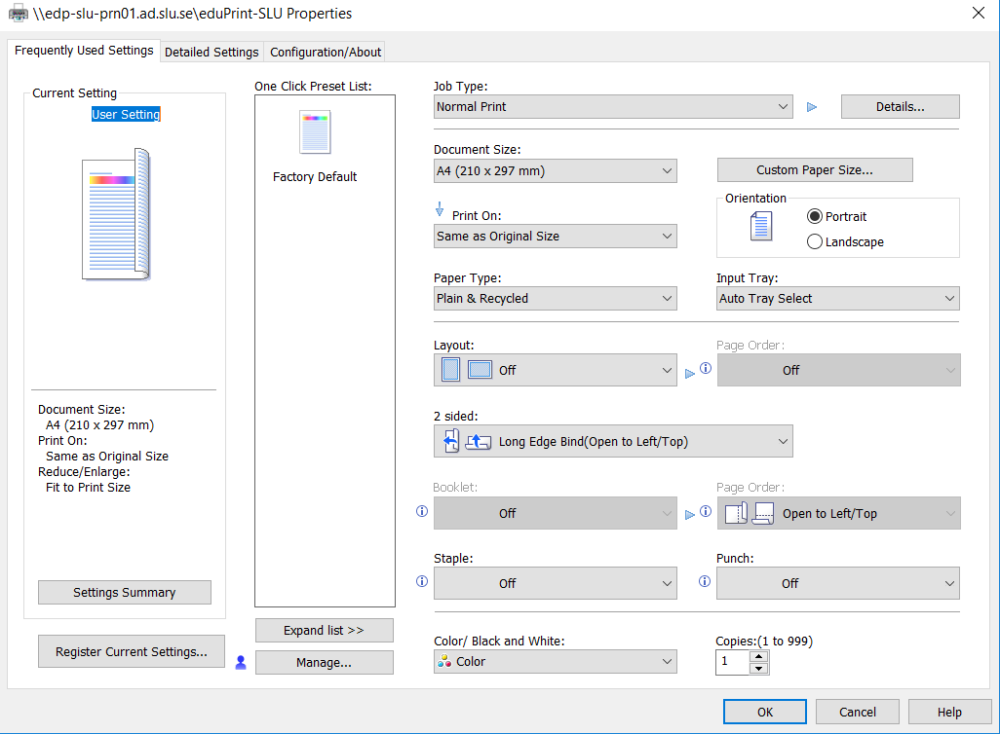 \\edp-slu-prn01.ad.slu.se\eduPrint-SLU Properties
Frequently Used Settings
Detailed Settings
Configuration/About
Current Setting
User Setting
Document Size:
A4 (210 x 297 mm)
Print On:
Same as Original Size
Reduce/Enlarge:
Fit to Print Size
Settings Summary
Register Current Settings...
One Click Preset List:
Factory Default
Expand list >>
Manage...
Job Type:
Normal Print
Details...
Document Size:
A4 (210 x 297 mm)
Custom Paper Size...
Print On:
Same as Original Size
Orientation
Portrait
Landscape
Paper Type:
Plain & Recycled
Input Tray:
Auto Tray Select
Layout:
Off
Page Order:
Off
2 sided:
Long Edge Bind(Open to Left/Top)
Booklet:
Off
Page Order:
Open to Left/Top
Staple:
Off
Punch:
Off
Color/ Black and White:
Color
Copies:(1 to 999)
1
OK
Cancel
Help